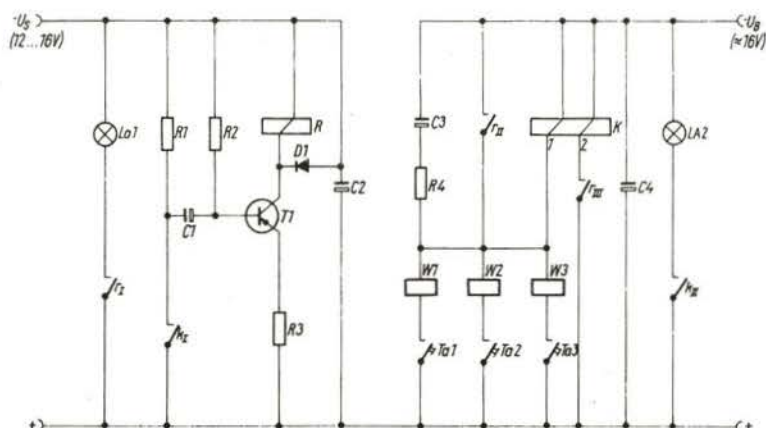 -U_S
(12...16V)
-U_B
(≈16V)
La1
R1
R2
R
D1
C1
T1
C2
C3
R4
r_II
K
1
2
r_III
C4
LA2
r_I
k_I
R3
W1
W2
W3
Ta1
Ta2
Ta3
k_II
+
+